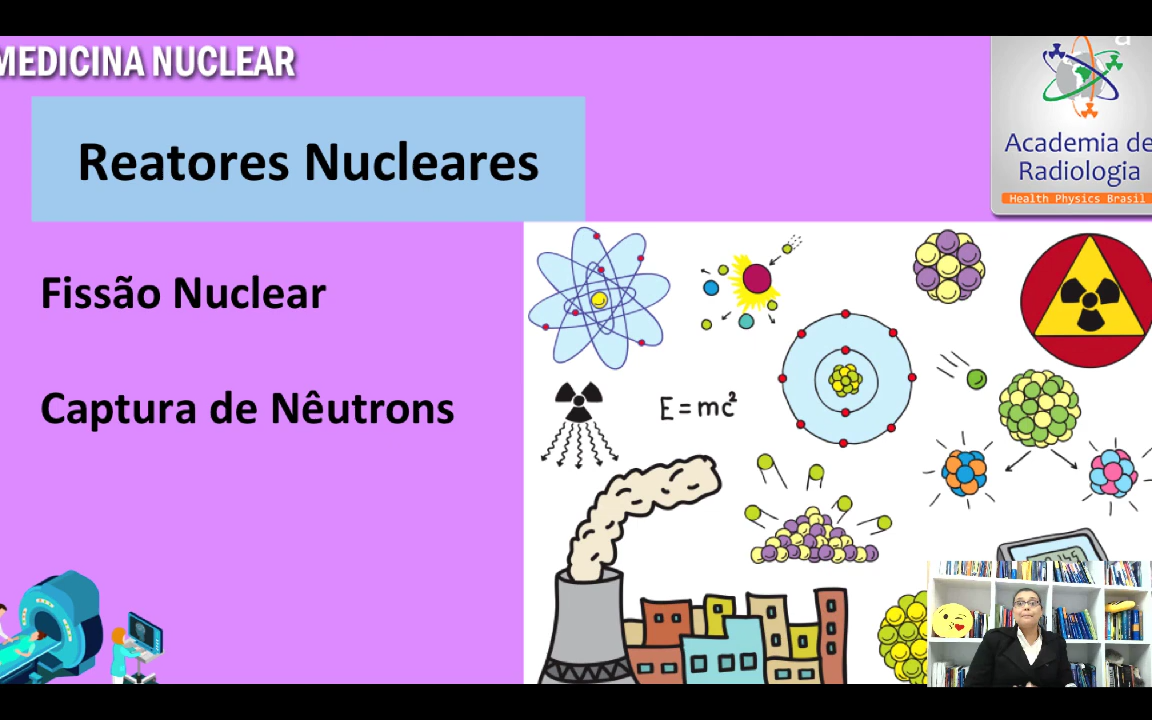 MEDICINA NUCLEAR
Reatores Nucleares
Academia de
Radiologia
Health Physics Brasil
Fissão Nuclear
Captura de Nêutrons
E = mc²